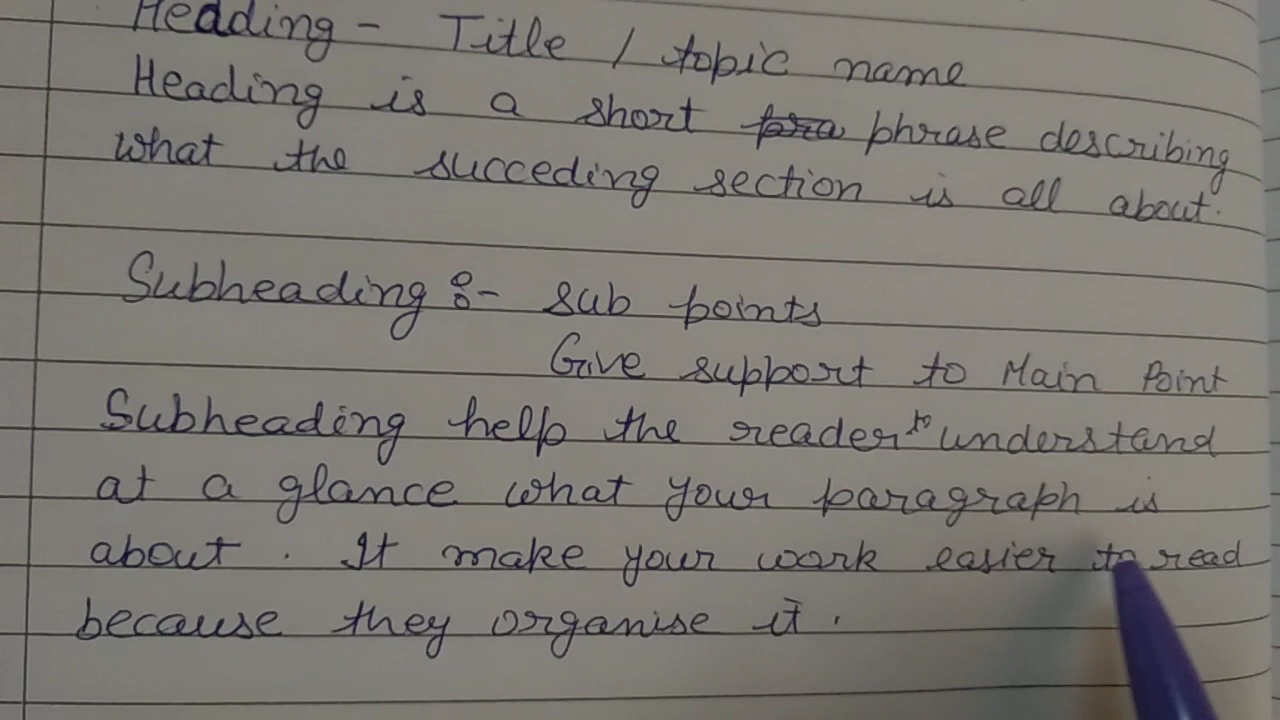 Heading - Title / topic name
Heading is a short para phrase describing
what the succeding section is all about.
Subheading :- sub points
Give support to Main Point
Subheading help the reader to understand
at a glance what your paragraph is
about . It make your work easier to read
because they organise it .